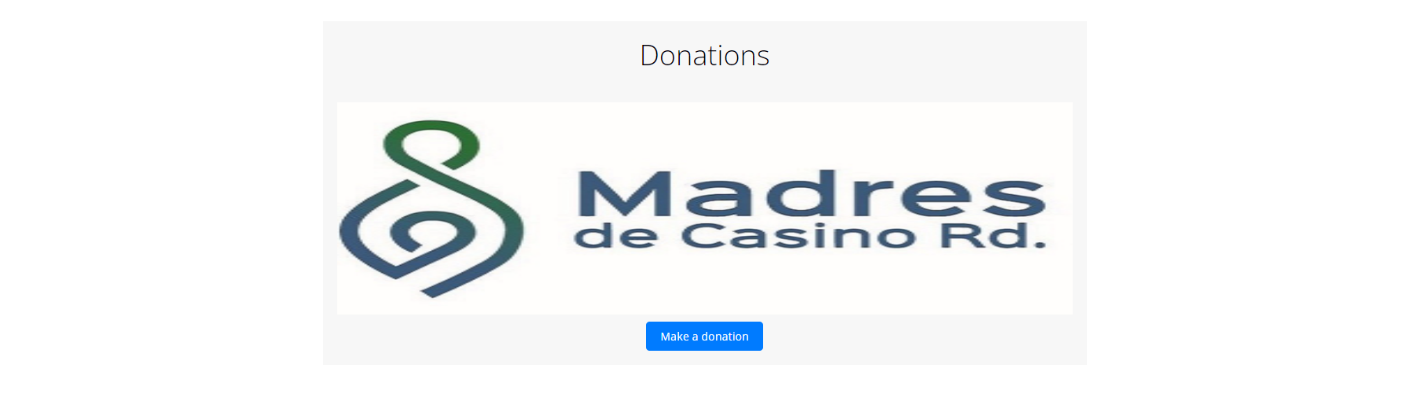 Donations
Madres
de Casino Rd.
Make a donation